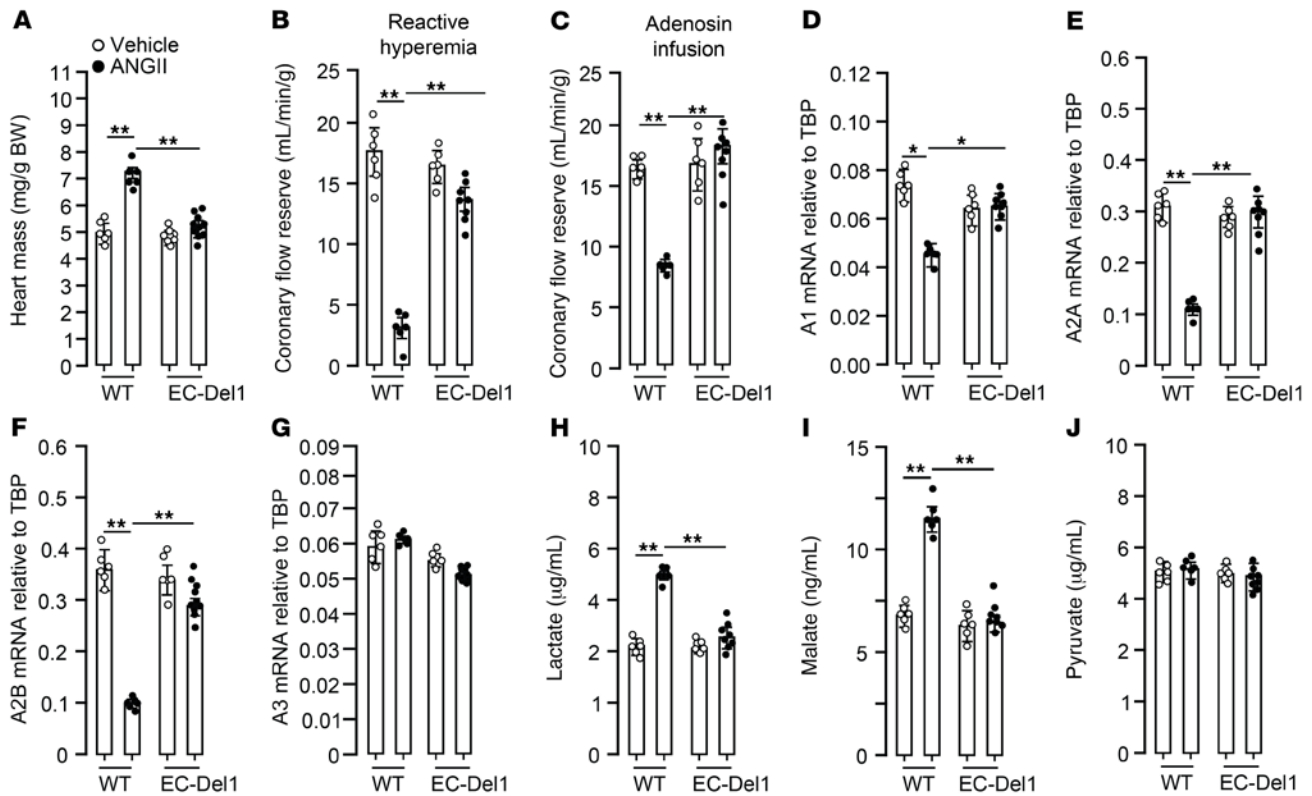 A
○ Vehicle
● ANGII
Heart mass (mg/g BW)
11
10
9
8
7
6
5
4
3
2
1
0
**
**
WT
EC-Del1
B
Reactive
hyperemia
Coronary flow reserve (mL/min/g)
25
20
15
10
5
0
**
**
WT
EC-Del1
C
Adenosin
infusion
Coronary flow reserve (mL/min/g)
25
20
15
10
5
0
**
**
WT
EC-Del1
D
A1 mRNA relative to TBP
0.12
0.10
0.08
0.06
0.04
0.02
0.00
*
*
WT
EC-Del1
E
A2A mRNA relative to TBP
0.6
0.5
0.4
0.3
0.2
0.1
0
**
**
WT
EC-Del1
F
A2B mRNA relative to TBP
0.6
0.5
0.4
0.3
0.2
0.1
0
**
**
WT
EC-Del1
G
A3 mRNA relative to TBP
0.09
0.08
0.07
0.06
0.05
0.04
0.03
0.02
0.01
0
WT
EC-Del1
H
Lactate (µg/mL)
10
8
6
5
4
2
0
**
**
WT
EC-Del1
I
Malate (ng/mL)
15
10
5
0
**
**
WT
EC-Del1
J
Pyruvate (µg/mL)
10
8
6
5
4
2
0
WT
EC-Del1